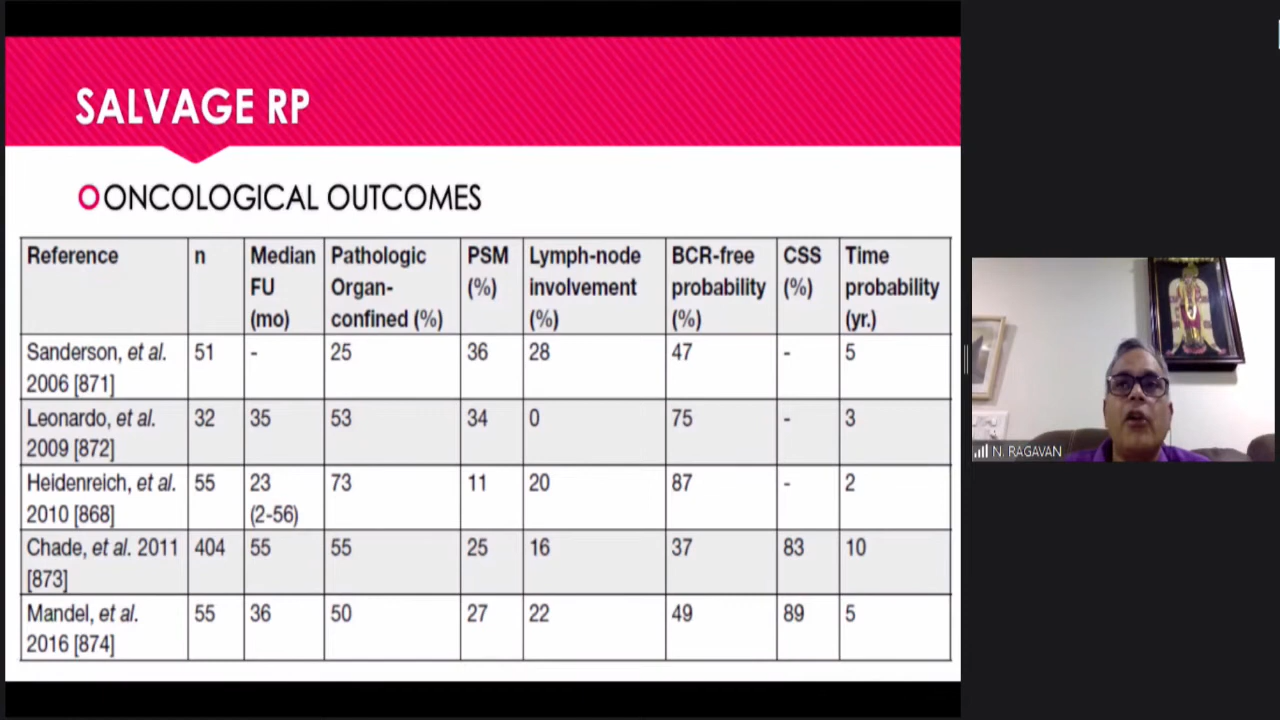 SALVAGE RP
ONCOLOGICAL OUTCOMES
Reference n Median FU (mo) Pathologic Organ-confined (%) PSM (%) Lymph-node involvement (%) BCR-free probability (%) CSS (%) Time probability (yr.)
Sanderson, et al. 2006 [871] 51 - 25 36 28 47 - 5
Leonardo, et al. 2009 [872] 32 35 53 34 0 75 - 3
Heidenreich, et al. 2010 [868] 55 23 (2-56) 73 11 20 87 - 2
Chade, et al. 2011 [873] 404 55 55 25 16 37 83 10
Mandel, et al. 2016 [874] 55 36 50 27 22 49 89 5
N. RAGAVAN